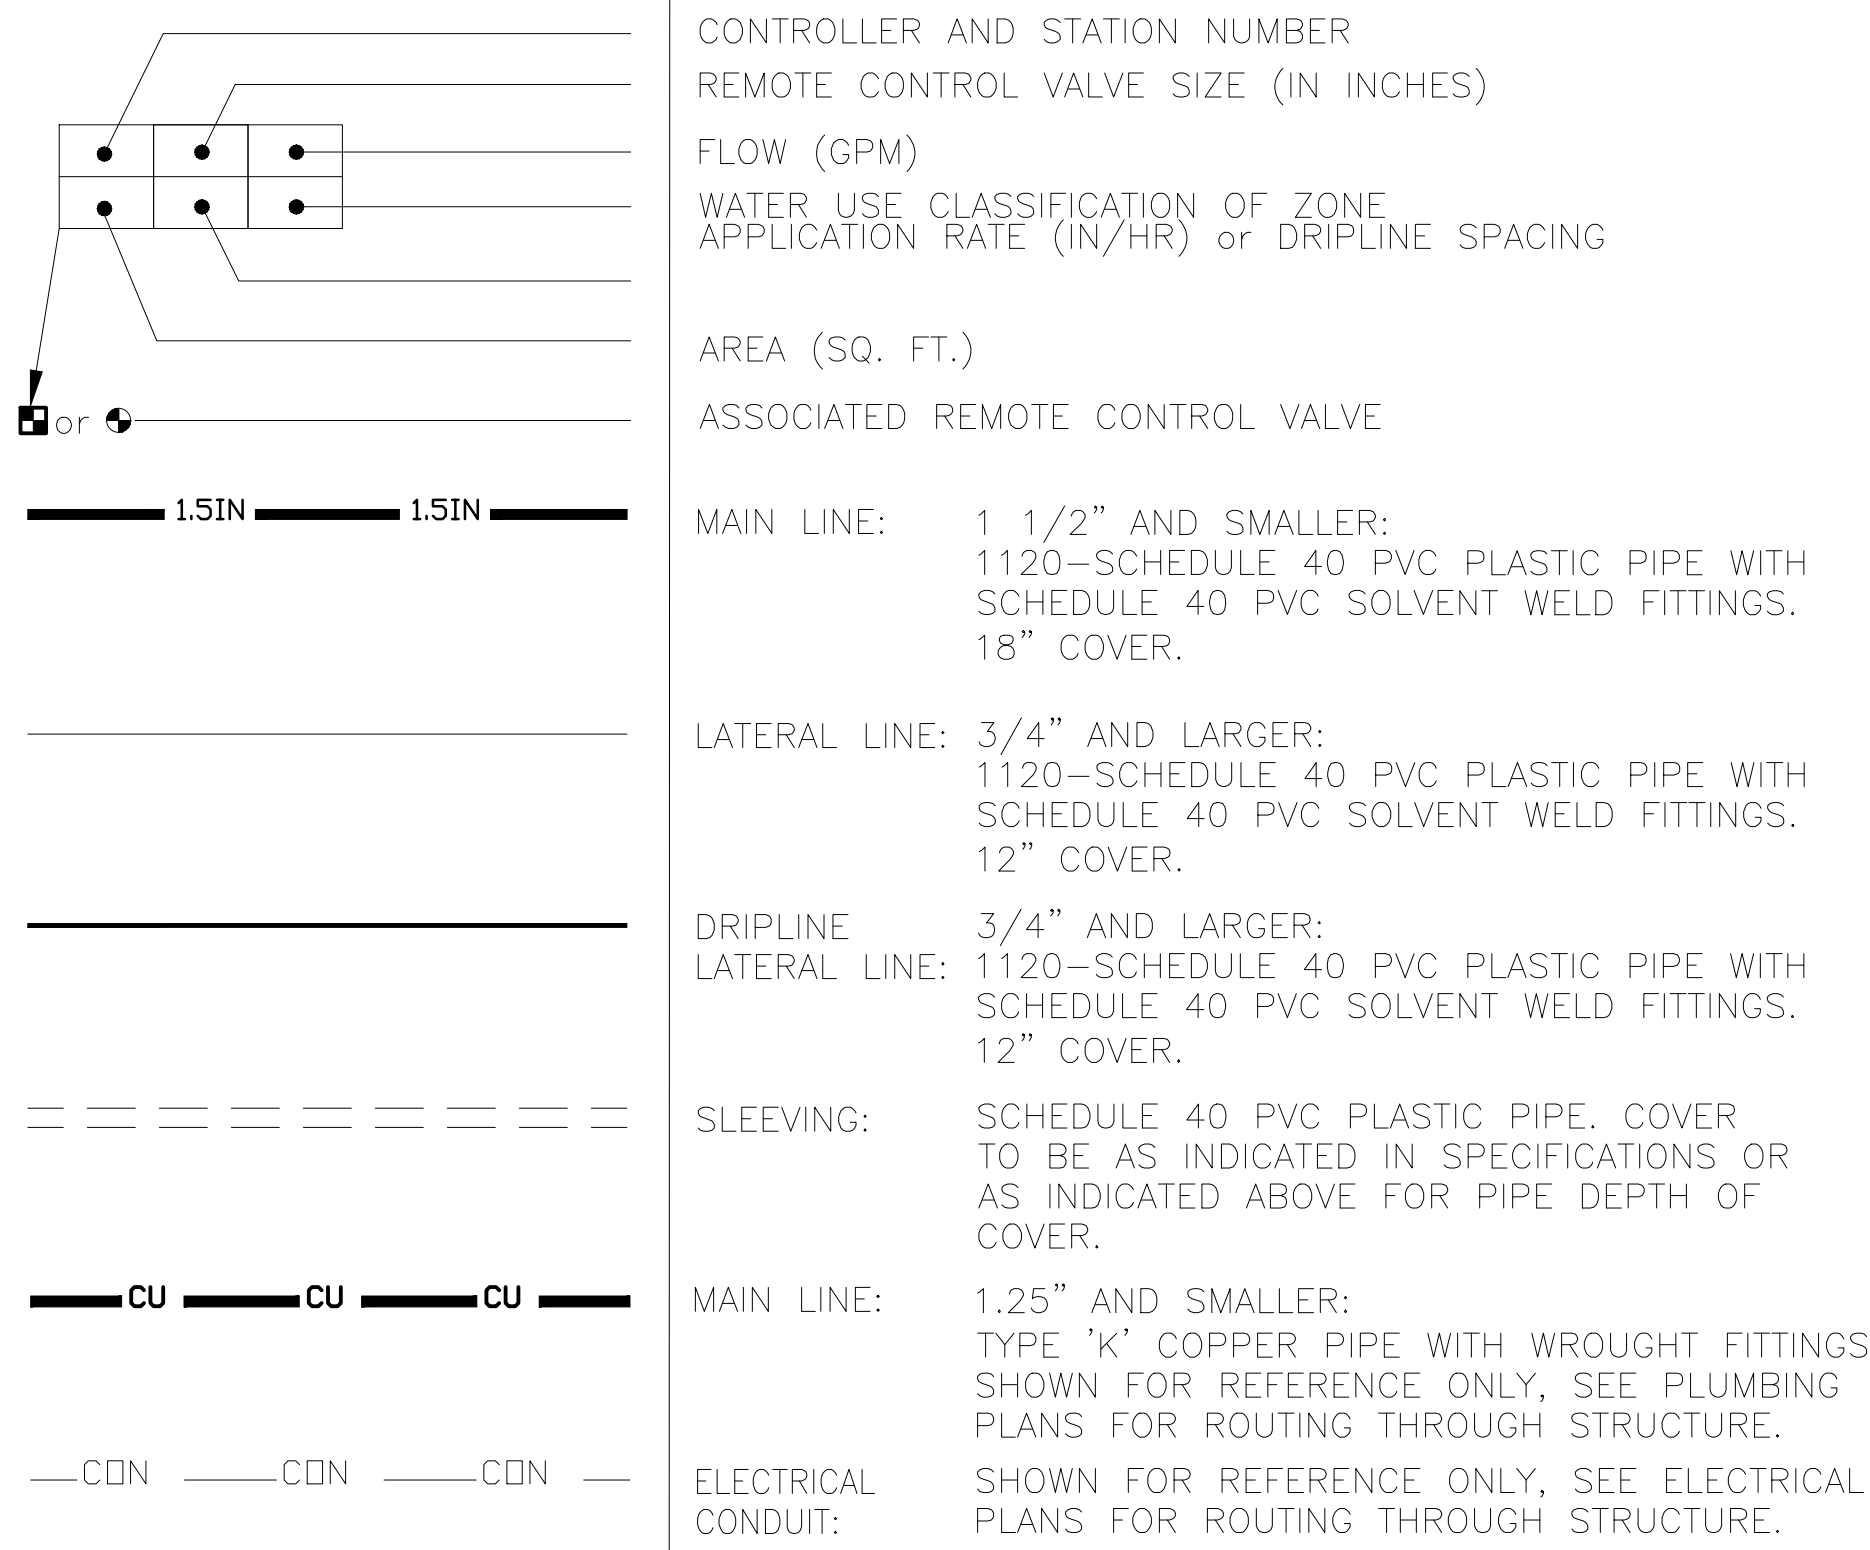 CONTROLLER AND STATION NUMBER
REMOTE CONTROL VALVE SIZE (IN INCHES)
FLOW (GPM)
WATER USE CLASSIFICATION OF ZONE
APPLICATION RATE (IN/HR) or DRIPLINE SPACING
AREA (SQ. FT.)
or
ASSOCIATED REMOTE CONTROL VALVE
1.5IN 1.5IN
MAIN LINE: 1 1/2” AND SMALLER:
1120-SCHEDULE 40 PVC PLASTIC PIPE WITH
SCHEDULE 40 PVC SOLVENT WELD FITTINGS.
18” COVER.
LATERAL LINE: 3/4” AND LARGER:
1120-SCHEDULE 40 PVC PLASTIC PIPE WITH
SCHEDULE 40 PVC SOLVENT WELD FITTINGS.
12” COVER.
DRIPLINE 3/4” AND LARGER:
LATERAL LINE: 1120-SCHEDULE 40 PVC PLASTIC PIPE WITH
SCHEDULE 40 PVC SOLVENT WELD FITTINGS.
12” COVER.
SLEEVING: SCHEDULE 40 PVC PLASTIC PIPE. COVER
TO BE AS INDICATED IN SPECIFICATIONS OR
AS INDICATED ABOVE FOR PIPE DEPTH OF
COVER.
CU CU CU
MAIN LINE: 1.25” AND SMALLER:
TYPE 'K' COPPER PIPE WITH WROUGHT FITTINGS
SHOWN FOR REFERENCE ONLY, SEE PLUMBING
PLANS FOR ROUTING THROUGH STRUCTURE.
CON CON CON
ELECTRICAL SHOWN FOR REFERENCE ONLY, SEE ELECTRICAL
CONDUIT: PLANS FOR ROUTING THROUGH STRUCTURE.